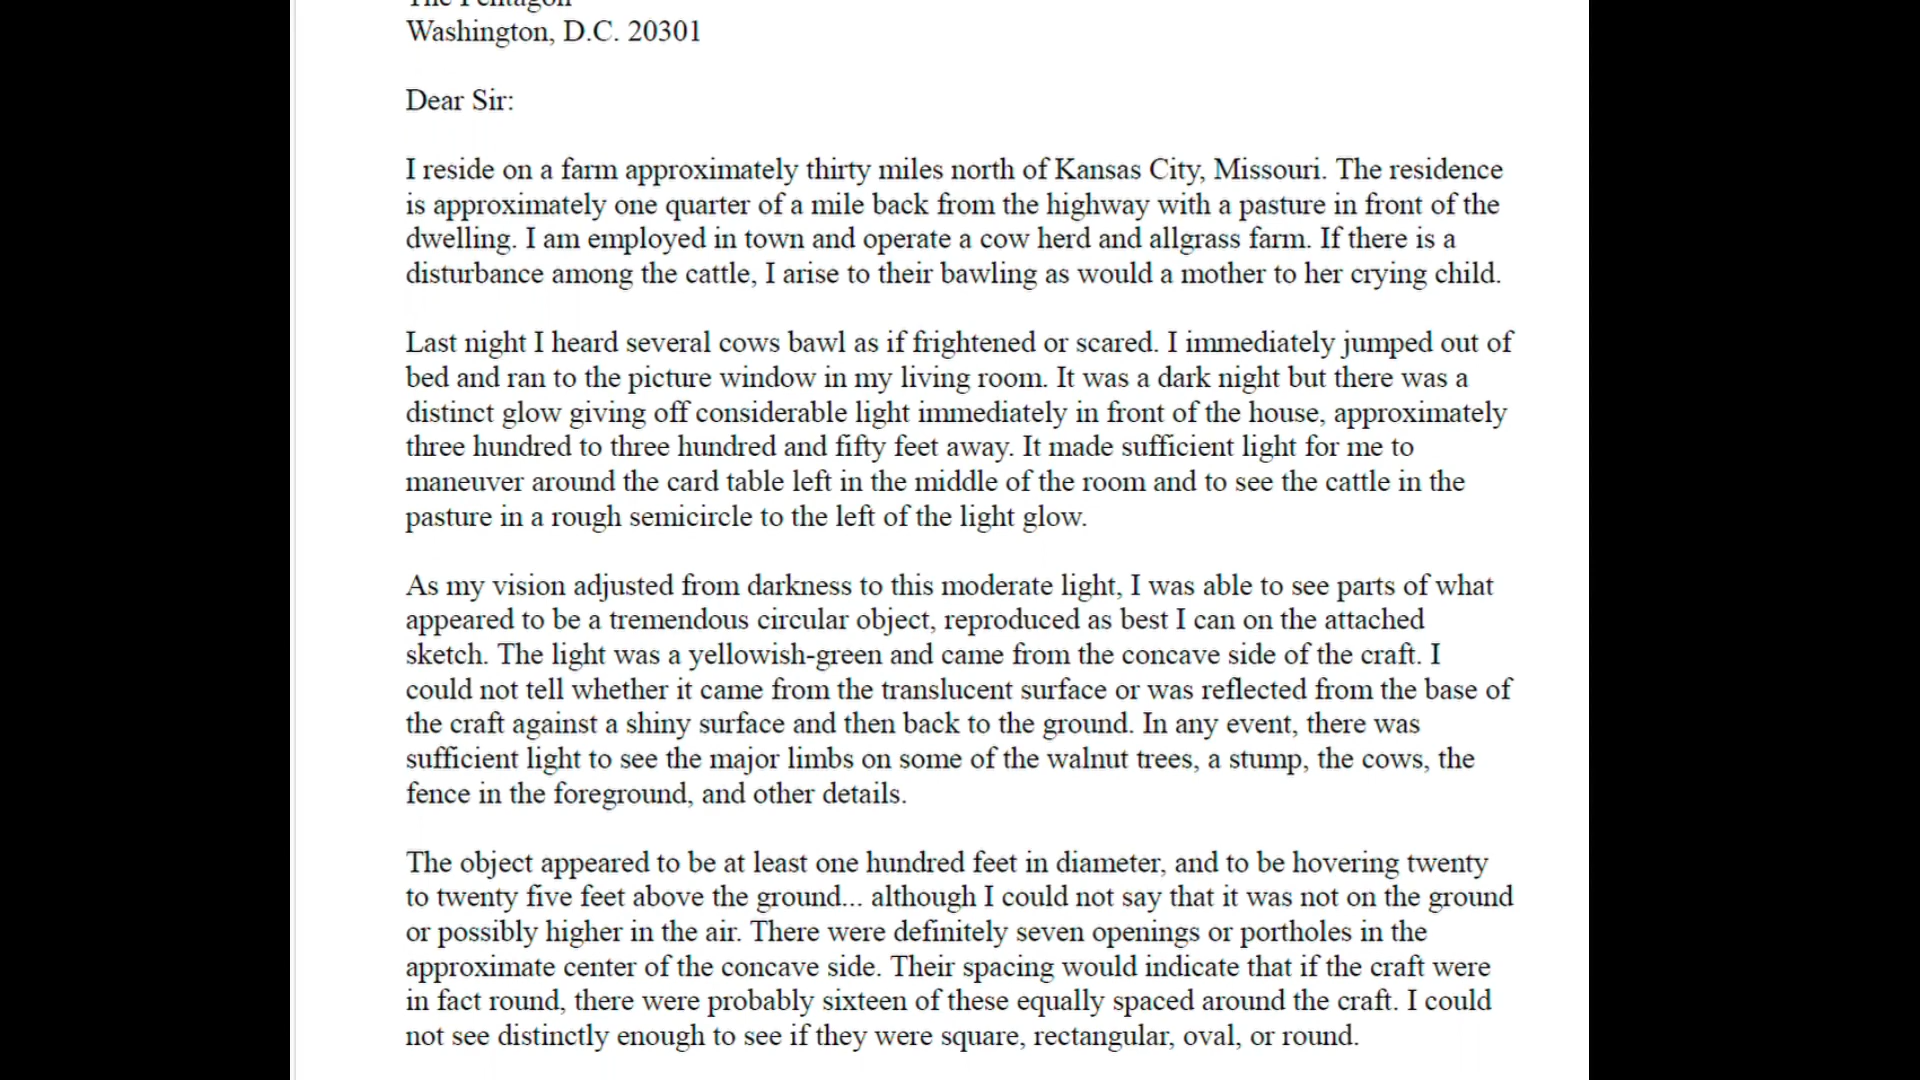 The Pentagon
Washington, D.C. 20301
Dear Sir:
I reside on a farm approximately thirty miles north of Kansas City, Missouri. The residence
is approximately one quarter of a mile back from the highway with a pasture in front of the
dwelling. I am employed in town and operate a cow herd and allgrass farm. If there is a
disturbance among the cattle, I arise to their bawling as would a mother to her crying child.
Last night I heard several cows bawl as if frightened or scared. I immediately jumped out of
bed and ran to the picture window in my living room. It was a dark night but there was a
distinct glow giving off considerable light immediately in front of the house, approximately
three hundred to three hundred and fifty feet away. It made sufficient light for me to
maneuver around the card table left in the middle of the room and to see the cattle in the
pasture in a rough semicircle to the left of the light glow.
As my vision adjusted from darkness to this moderate light, I was able to see parts of what
appeared to be a tremendous circular object, reproduced as best I can on the attached
sketch. The light was a yellowish-green and came from the concave side of the craft. I
could not tell whether it came from the translucent surface or was reflected from the base of
the craft against a shiny surface and then back to the ground. In any event, there was
sufficient light to see the major limbs on some of the walnut trees, a stump, the cows, the
fence in the foreground, and other details.
The object appeared to be at least one hundred feet in diameter, and to be hovering twenty
to twenty five feet above the ground... although I could not say that it was not on the ground
or possibly higher in the air. There were definitely seven openings or portholes in the
approximate center of the concave side. Their spacing would indicate that if the craft were
in fact round, there were probably sixteen of these equally spaced around the craft. I could
not see distinctly enough to see if they were square, rectangular, oval, or round.